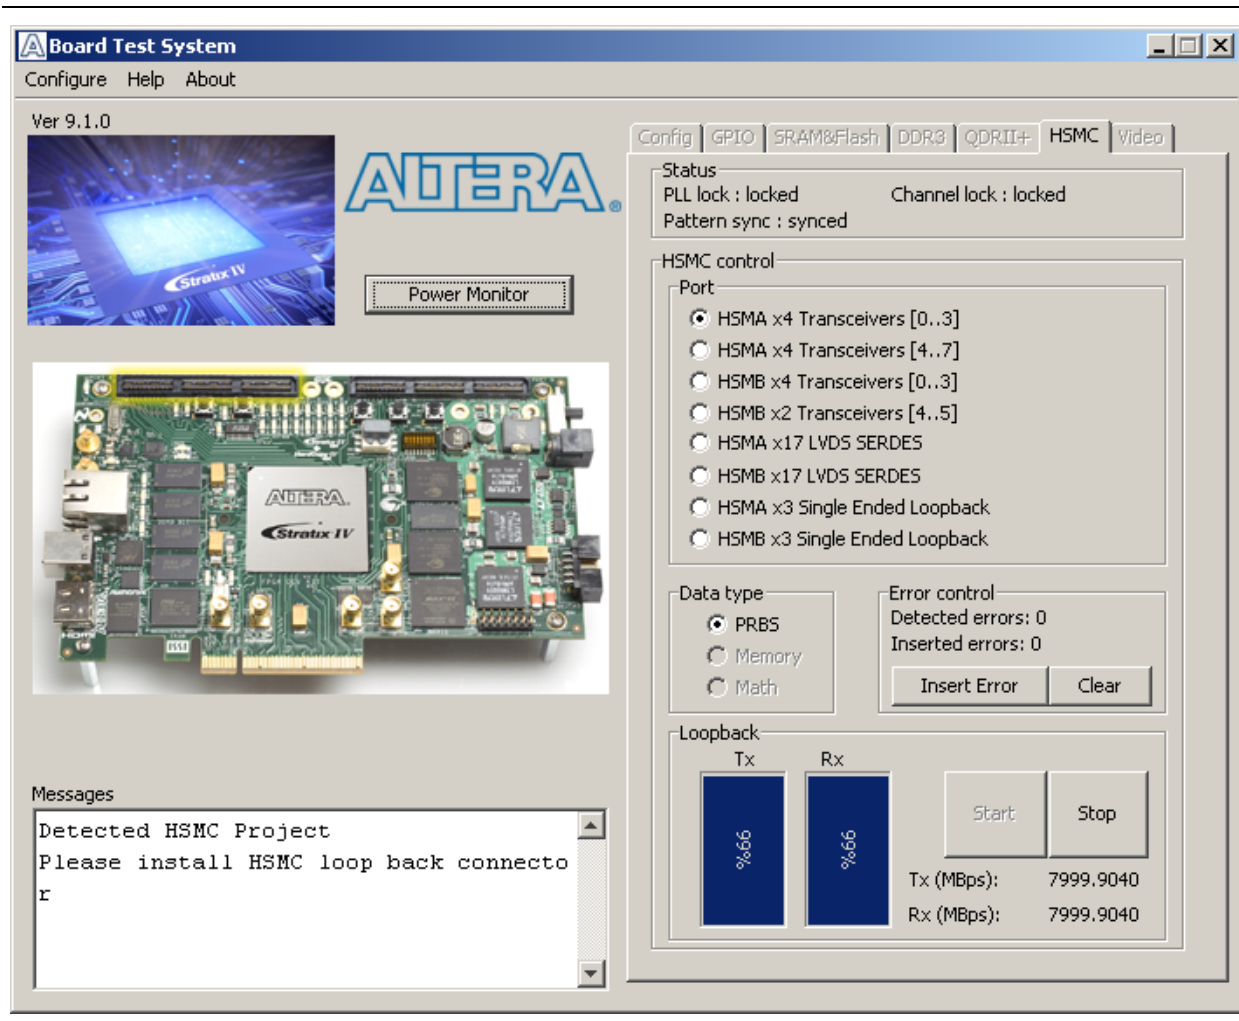 Board Test System
Configure Help About
Ver 9.1.0
Stratix IV
ALTERA®
Power Monitor
ALTERA
Stratix IV
HDMI
Messages
Detected HSMC Project
Please install HSMC loop back connecto
r
Config GPIO SRAM&Flash DDR3 QDRII+ HSMC Video
Status
PLL lock : locked Channel lock : locked
Pattern sync : synced
HSMC control
Port
HSMA x4 Transceivers [0..3]
HSMA x4 Transceivers [4..7]
HSMB x4 Transceivers [0..3]
HSMB x2 Transceivers [4..5]
HSMA x17 LVDS SERDES
HSMB x17 LVDS SERDES
HSMA x3 Single Ended Loopback
HSMB x3 Single Ended Loopback
Data type
PRBS
Memory
Math
Error control
Detected errors: 0
Inserted errors: 0
Insert Error Clear
Loopback
Tx Rx
99% 99%
Start Stop
Tx (MBps): 7999.9040
Rx (MBps): 7999.9040